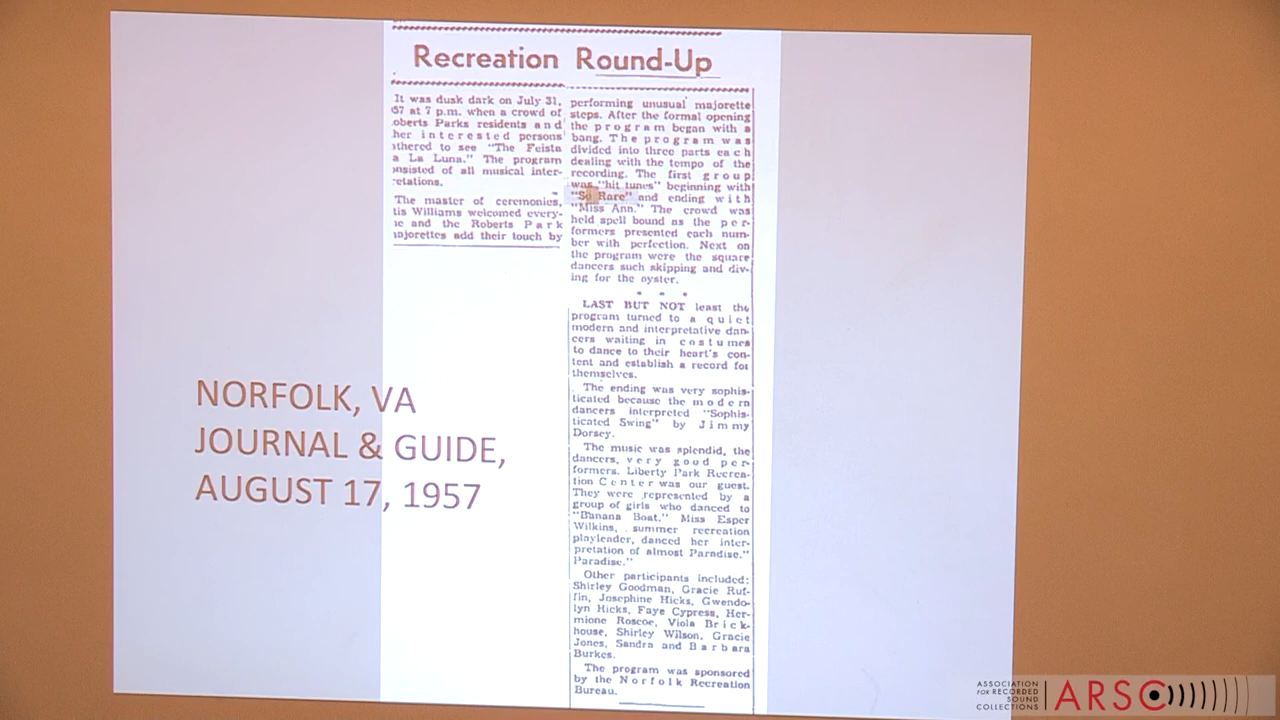 Recreation Round-Up
It was dusk dark on July 31,
57 at 7 p.m. when a crowd of
oberts Parks residents and
her interested persons
thered to see "The Feista
a La Luna." The program
onsisted of all musical inter-
retations.
The master of ceremonies,
tis Williams welcomed every-
ne and the Roberts Park
majorettes add their touch by
performing unusual majorette
steps. After the formal opening
the program began with a
bang. The program was
divided into three parts each
dealing with the tempo of the
recording. The first group
was "hit tunes" beginning with
"So Rare" and ending with
"Miss Ann." The crowd was
held spell bound as the per-
formers presented each num-
ber with perfection. Next on
the program were the square
dancers such skipping and div-
ing for the oyster.
LAST BUT NOT least the
program turned to a quiet
modern and interpretative dan-
cers waiting in costumes
to dance to their heart's con-
tent and establish a record for
themselves.
The ending was very sophis-
ticated because the modern
dancers interpreted "Sophis-
ticated Swing" by Jimmy
Dorsey.
The music was splendid, the
dancers, very good per-
formers. Liberty Park Recrea-
tion Center was our guest.
They were represented by a
group of girls who danced to
"Banana Boat." Miss Esper
Wilkins, summer recreation
playleader, danced her inter-
pretation of almost Paradise."
Paradise."
Other participants included:
Shirley Goodman, Gracie Ruf-
fin, Josephine Hicks, Gwendo-
lyn Hicks, Faye Cypress, Her-
mione Roscoe, Viola Brick-
house, Shirley Wilson, Gracie
Jones, Sandra and Barbara
Burkes.
The program was sponsored
by the Norfolk Recreation
Bureau.
NORFOLK, VA
JOURNAL & GUIDE,
AUGUST 17, 1957
ASSOCIATION
FOR RECORDED
SOUND
COLLECTIONS
ARSC